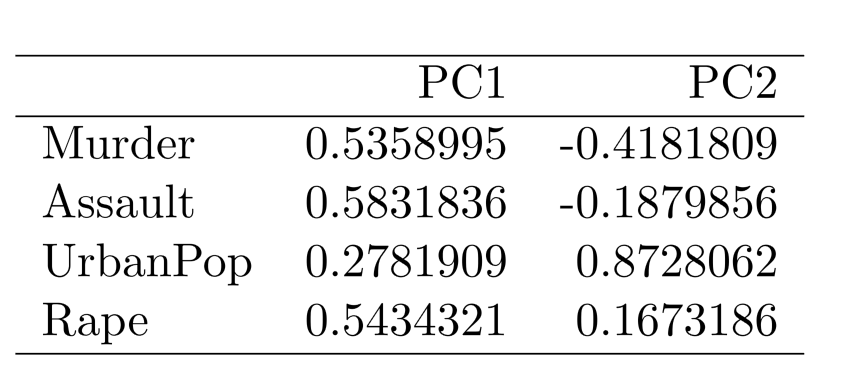 PC1 PC2
Murder 0.5358995 -0.4181809
Assault 0.5831836 -0.1879856
UrbanPop 0.2781909 0.8728062
Rape 0.5434321 0.1673186